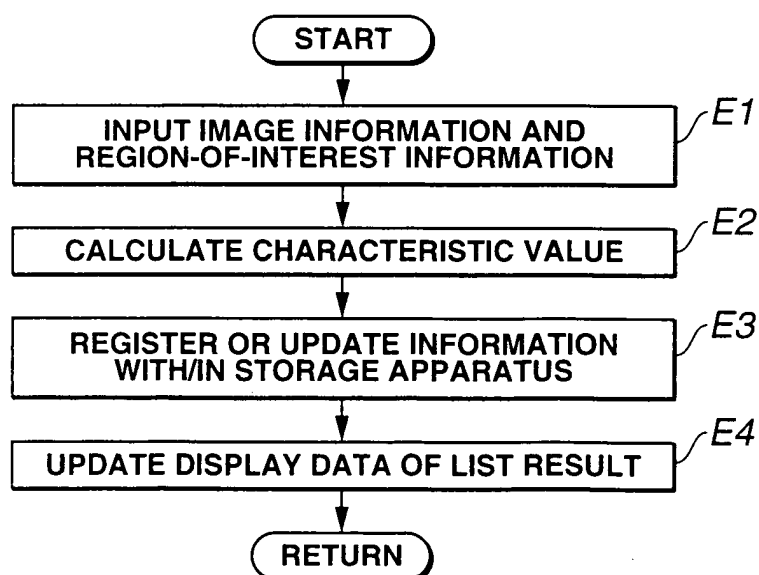 START
INPUT IMAGE INFORMATION AND
REGION-OF-INTEREST INFORMATION
E1
CALCULATE CHARACTERISTIC VALUE
E2
REGISTER OR UPDATE INFORMATION
WITH/IN STORAGE APPARATUS
E3
UPDATE DISPLAY DATA OF LIST RESULT
E4
RETURN